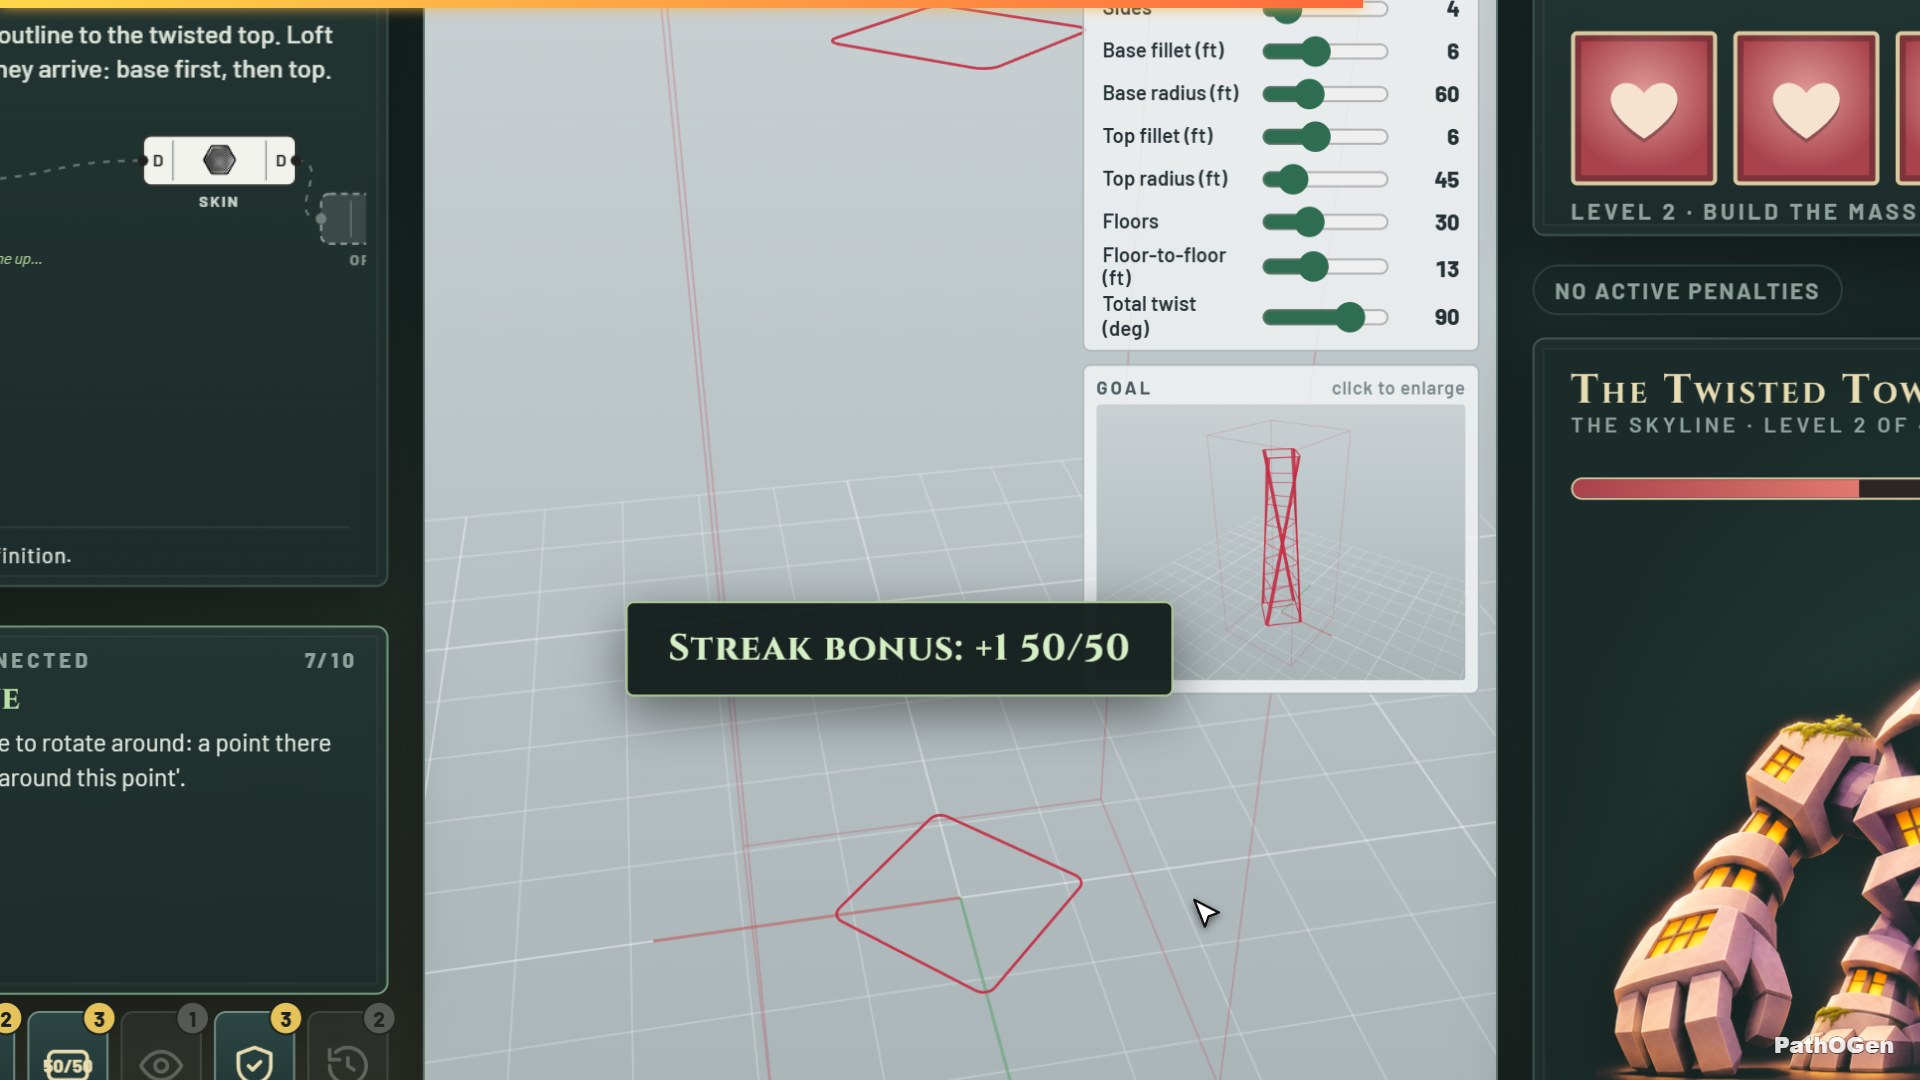 outline to the twisted top. Loft
they arrive: base first, then top.
D
D
SKIN
ne up...
finition.
NECTED
7/10
VE
e to rotate around: a point there
around this point'.
2
3
1
3
2
50/50
Sides
4
Base fillet (ft)
6
Base radius (ft)
60
Top fillet (ft)
6
Top radius (ft)
45
Floors
30
Floor-to-floor
(ft)
13
Total twist
(deg)
90
GOAL
click to enlarge
STREAK BONUS: +1 50/50
LEVEL 2 · BUILD THE MASS
NO ACTIVE PENALTIES
THE TWISTED TOW
THE SKYLINE · LEVEL 2 OF
PathOGen